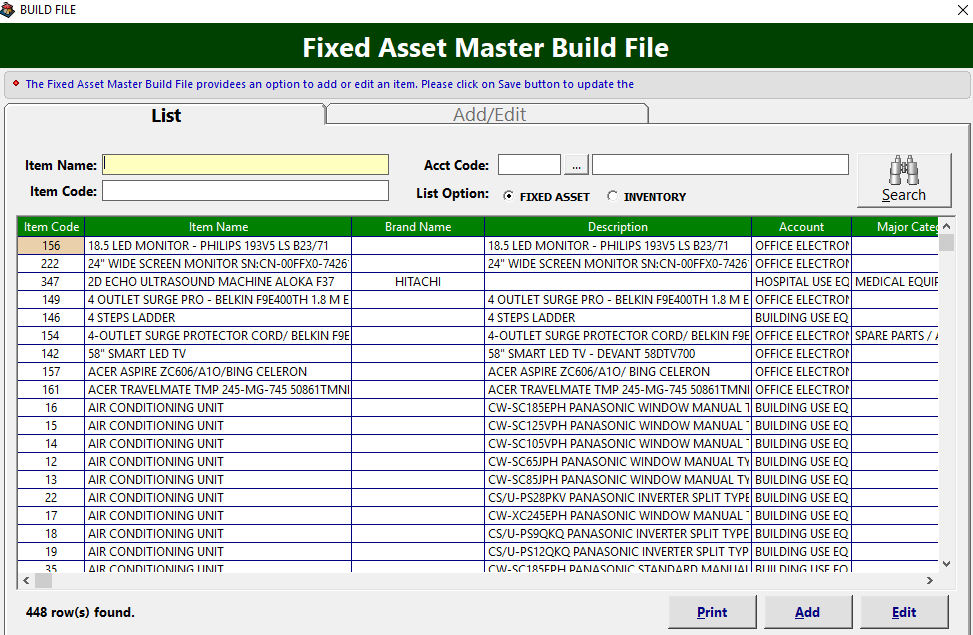 BUILD FILE
Fixed Asset Master Build File
The Fixed Asset Master Build File providees an option to add or edit an item. Please click on Save button to update the
List Add/Edit
Item Name: Acct Code: ...
Item Code: List Option: FIXED ASSET INVENTORY Search
Item Code Item Name Brand Name Description Account Major Categ
156 18.5 LED MONITOR - PHILIPS 193V5 LS B23/71 18.5 LED MONITOR - PHILIPS 193V5 LS B23/71 OFFICE ELECTRON
222 24" WIDE SCREEN MONITOR SN:CN-00FFX0-7426 24" WIDE SCREEN MONITOR SN:CN-00FFX0-7426 OFFICE ELECTRON
347 2D ECHO ULTRASOUND MACHINE ALOKA F37 HITACHI HOSPITAL USE EQ MEDICAL EQUIP
149 4 OUTLET SURGE PRO - BELKIN F9E400TH 1.8 M E 4 OUTLET SURGE PRO - BELKIN F9E400TH 1.8 M E OFFICE ELECTRON
146 4 STEPS LADDER 4 STEPS LADDER BUILDING USE EQ
154 4-OUTLET SURGE PROTECTOR CORD/ BELKIN F9E 4-OUTLET SURGE PROTECTOR CORD/ BELKIN F9E OFFICE ELECTRON SPARE PARTS / A
142 58" SMART LED TV 58" SMART LED TV - DEVANT 58DTV700 OFFICE ELECTRON
157 ACER ASPIRE ZC606/A1O/BING CELERON ACER ASPIRE ZC606/A1O/ BING CELERON OFFICE ELECTRON
161 ACER TRAVELMATE TMP 245-MG-745 50861TMNI ACER TRAVELMATE TMP 245-MG-745 50861TMNI OFFICE ELECTRON
16 AIR CONDITIONING UNIT CW-SC185EPH PANASONIC WINDOW MANUAL T BUILDING USE EQ
15 AIR CONDITIONING UNIT CW-SC125VPH PANASONIC WINDOW MANUAL T BUILDING USE EQ
14 AIR CONDITIONING UNIT CW-SC105VPH PANASONIC WINDOW MANUAL T BUILDING USE EQ
12 AIR CONDITIONING UNIT CW-SC65JPH PANASONIC WINDOW MANUAL TY BUILDING USE EQ
13 AIR CONDITIONING UNIT CW-SC85JPH PANASONIC WINDOW MANUAL TY BUILDING USE EQ
22 AIR CONDITIONING UNIT CS/U-PS28PKV PANASONIC INVERTER SPLIT TYPE BUILDING USE EQ
17 AIR CONDITIONING UNIT CW-XC245EPH PANASONIC WINDOW MANUAL T BUILDING USE EQ
18 AIR CONDITIONING UNIT CS/U-PS9QKQ PANASONIC INVERTER SPLIT TYPE BUILDING USE EQ
19 AIR CONDITIONING UNIT CS/U-PS12QKQ PANASONIC INVERTER SPLIT TYP BUILDING USE EQ
35 AIR CONDITIONING UNIT CW-SC185EPH PANASONIC STANDARD MANUAL BUILDING USE EQ
448 row(s) found. Print Add Edit